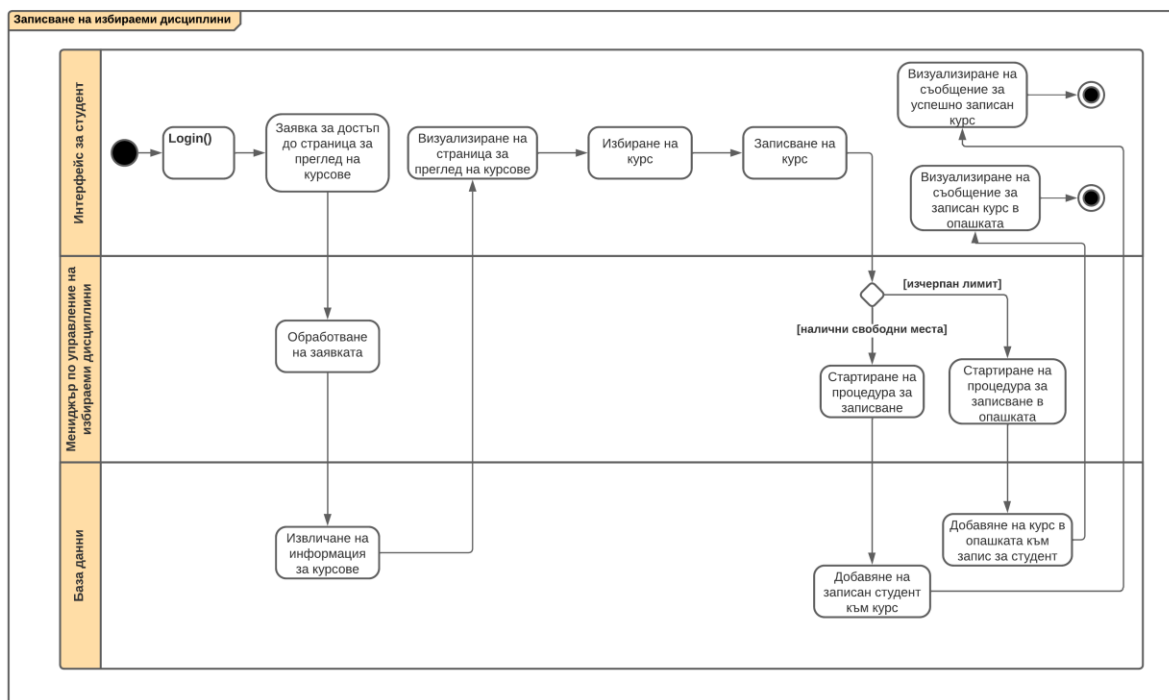 Записване на избираеми дисциплини
Интерфейс за студент
Login()
Заявка за достъп
до страница за
преглед на
курсове
Визуализиране на
страница за
преглед на курсове
Избиране на
курс
Записване на
курс
Визуализиране на
съобщение за
успешно записан
курс
Визуализиране на
съобщение за
записан курс в
опашката
Мениджър по управление на
избираеми дисциплини
Обработване
на заявката
[изчерпан лимит]
[налични свободни места]
Стартиране на
процедура за
записване
Стартиране на
процедура за
записване в
опашката
База данни
Извличане на
информация
за курсове
Добавяне на
записан студент
към курс
Добавяне на курс в
опашката към
запис за студент